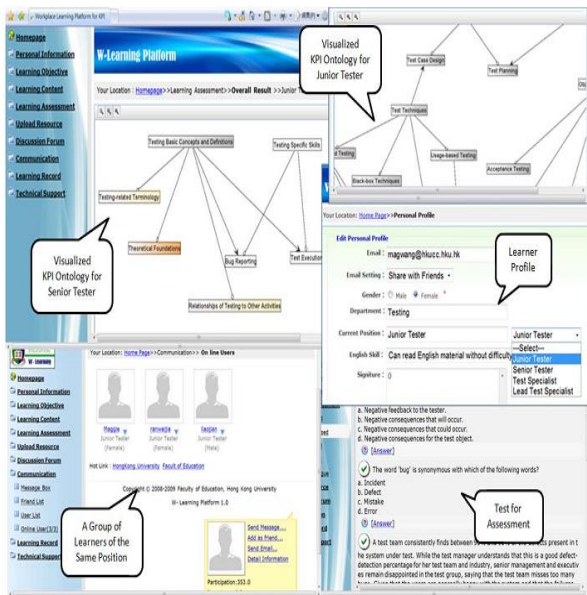 Workplace Learning Platform for KPI
Homepage
Personal Information
Learning Objective
Learning Content
Learning Assessment
Upload Resource
Discussion Forum
Communication
Learning Record
Technical Support
W-Learning Platform
Your Location : Homepage>>Learning Assessment>>Overall Result >>Junior T
Testing Basic Concepts and Definitions
Testing Specific Skills
Testing-related Terminology
Theoretical Foundations
Bug Reporting
Test Execution
Relationships of Testing to Other Activities
Visualized
KPI Ontology for
Senior Tester
Visualized
KPI Ontology for
Junior Tester
Test Case Design
Test Planning
Test Techniques
d Testing
Usage-based Testing
Black-box Techniques
Acceptance Testing
Your Location: Home Page>>Personal Profile
Edit Personal Profile
Email : magwang@hkucc.hku.hk
Email Setting : Share with Friends
Gender : Male Female *
Department : Testing
Current Position : Junior Tester
Junior Tester
---Select---
Junior Tester
Senior Tester
Test Specialist
Lead Test Specialist
English Skill : Can read English material without difficulty
Signiture : 0
Learner
Profile
W-Learning
Homepage
Personal Information
Learning Objective
Learning Content
Learning Assessment
Upload Resource
Discussion Forum
Communication
Message Box
Friend List
User List
Online User(3/3)
Learning Record
Technical Support
Your Location: Home Page>>Communication>> On line Users
Maggie
Junior Tester
(Female)
Junior Tester
(Female)
Junior Tester
(Male)
Hot Link : HongKong University Facult of Education
Copyright © 2008-2009 Faculty of Education, Hong Kong University
W- Learning Platform 1.0
Send Message...
Add as friend...
Send Email...
Detail Information
Participation:353.0
A Group of
Learners of the
Same Position
a. Negative feedback to the tester.
b. Negative consequences that will occur.
c. Negative consequences that could occur.
d. Negative consequences for the test object.
[Answer]
The word 'bug' is synonymous with which of the following words?
a. Incident
b. Defect
c. Mistake
d. Error
[Answer]
Test for
Assessment
A test team consistently finds between
he system under test. While the test manager understands that this is a good defect-
detection percentage for her test team and industry, senior management and executiv
es remain disappointed in the test group, saying that the test team misses too many